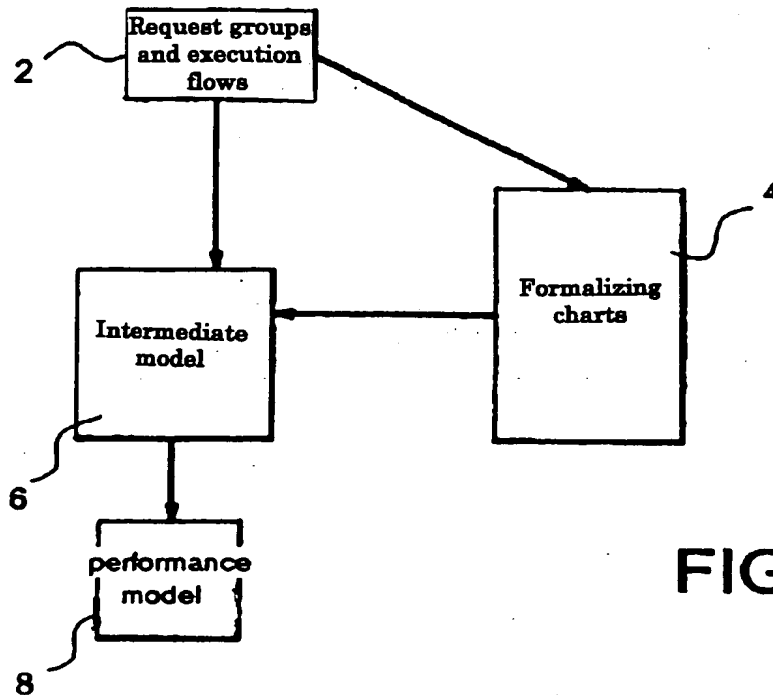 Request groups
and execution
flows
2
4
Formalizing
charts
Intermediate
model
6
performance
model
8
FIG